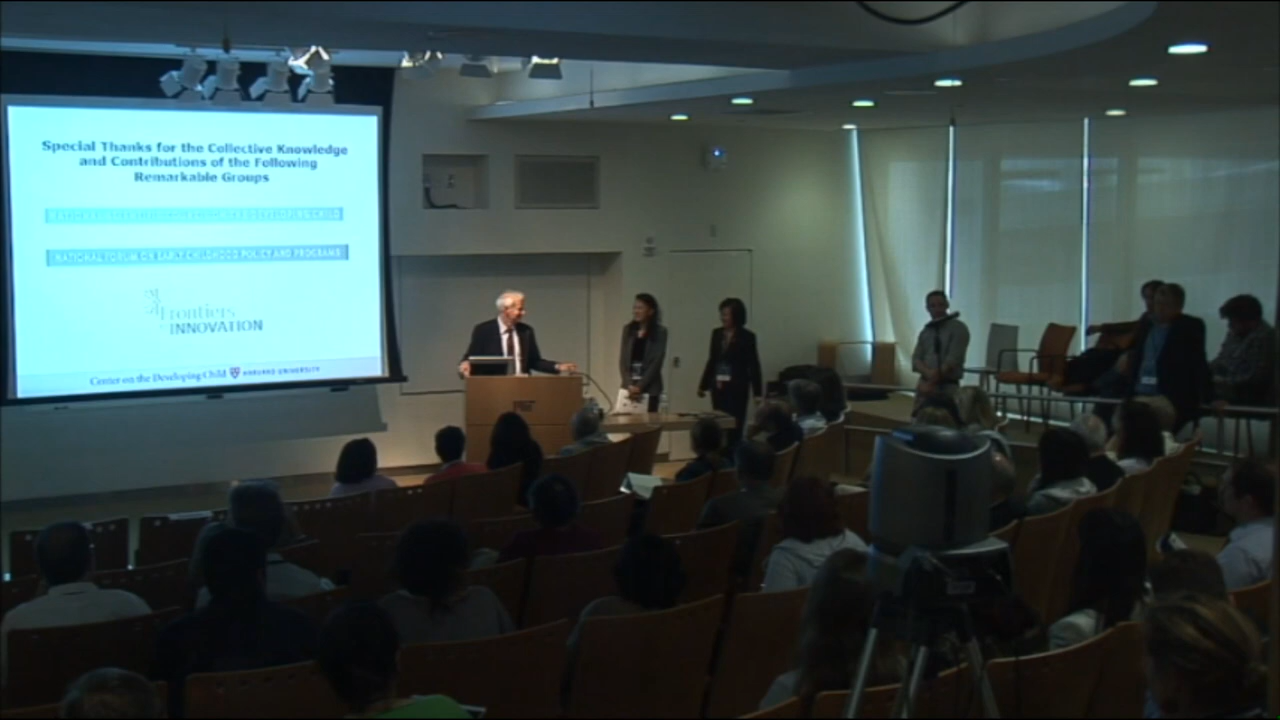 Special Thanks for the Collective Knowledge
and Contributions of the Following
Remarkable Groups
NATIONAL FORUM ON EARLY CHILDHOOD POLICY AND PROGRAMS
Frontiers
of INNOVATION
Center on the Developing Child HARVARD UNIVERSITY